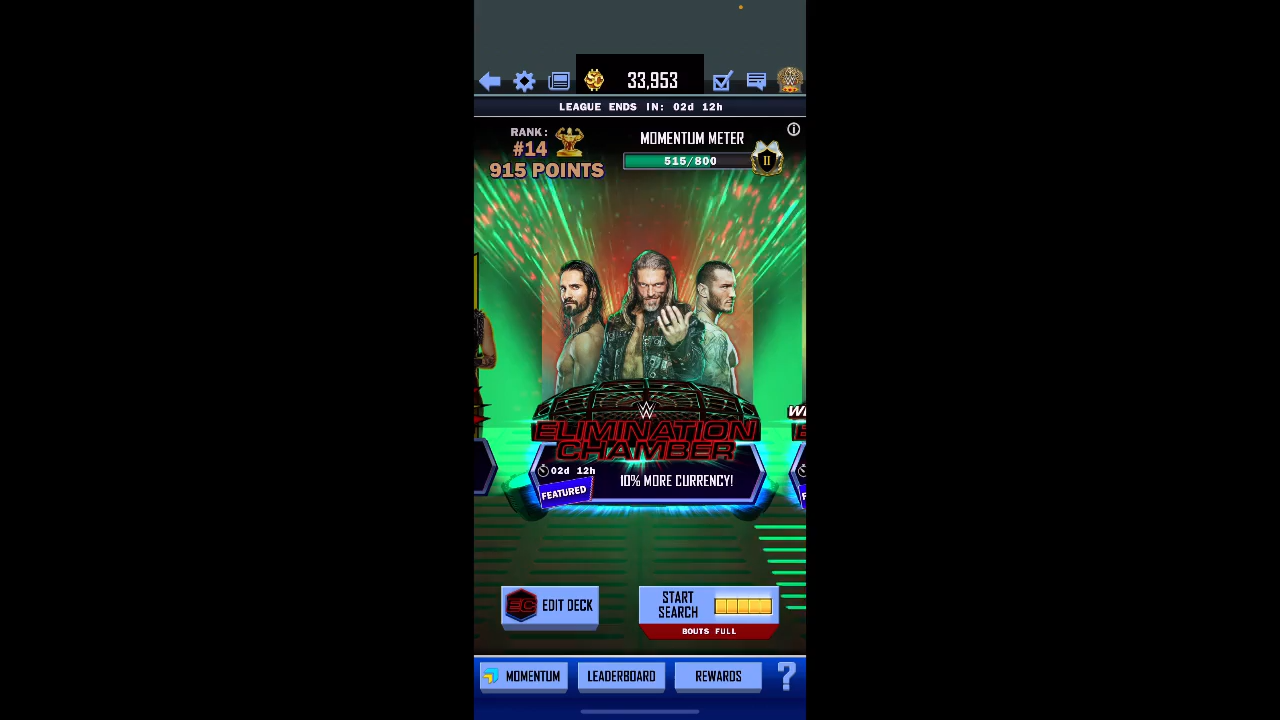 33,953
LEAGUE ENDS IN: 02d 12h
RANK:
#14
915 POINTS
MOMENTUM METER
515/800
II
W
ELIMINATION
CHAMBER
02d 12h
FEATURED
10% MORE CURRENCY!
EC
EDIT DECK
START
SEARCH
BOUTS FULL
MOMENTUM
LEADERBOARD
REWARDS
?